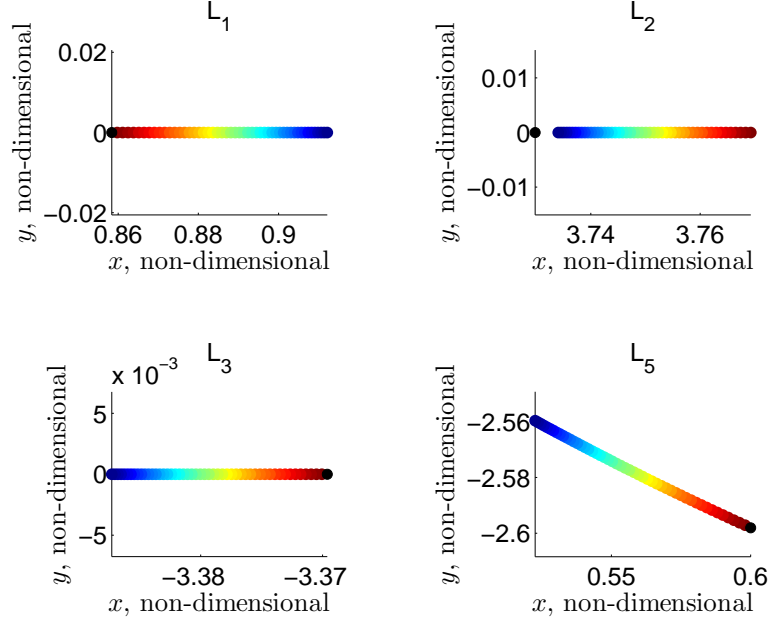 L_1
0.02
0
−0.02
0.86 0.88 0.9
x, non-dimensional
y, non-dimensional
L_2
0.01
0
−0.01
3.74 3.76
x, non-dimensional
y, non-dimensional
L_3
x 10^−3
5
0
−5
−3.38 −3.37
x, non-dimensional
y, non-dimensional
L_5
−2.56
−2.58
−2.6
0.55 0.6
x, non-dimensional
y, non-dimensional